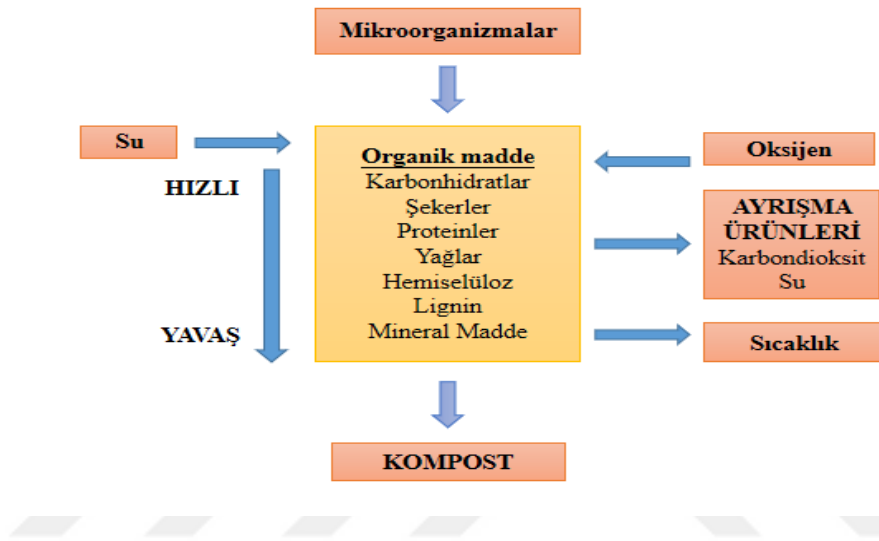 Mikroorganizmalar
Su
HIZLI
YAVAŞ
Organik madde
Karbonhidratlar
Şekerler
Proteinler
Yağlar
Hemiselüloz
Lignin
Mineral Madde
Oksijen
AYRIŞMA
ÜRÜNLERİ
Karbondioksit
Su
Sıcaklık
KOMPOST